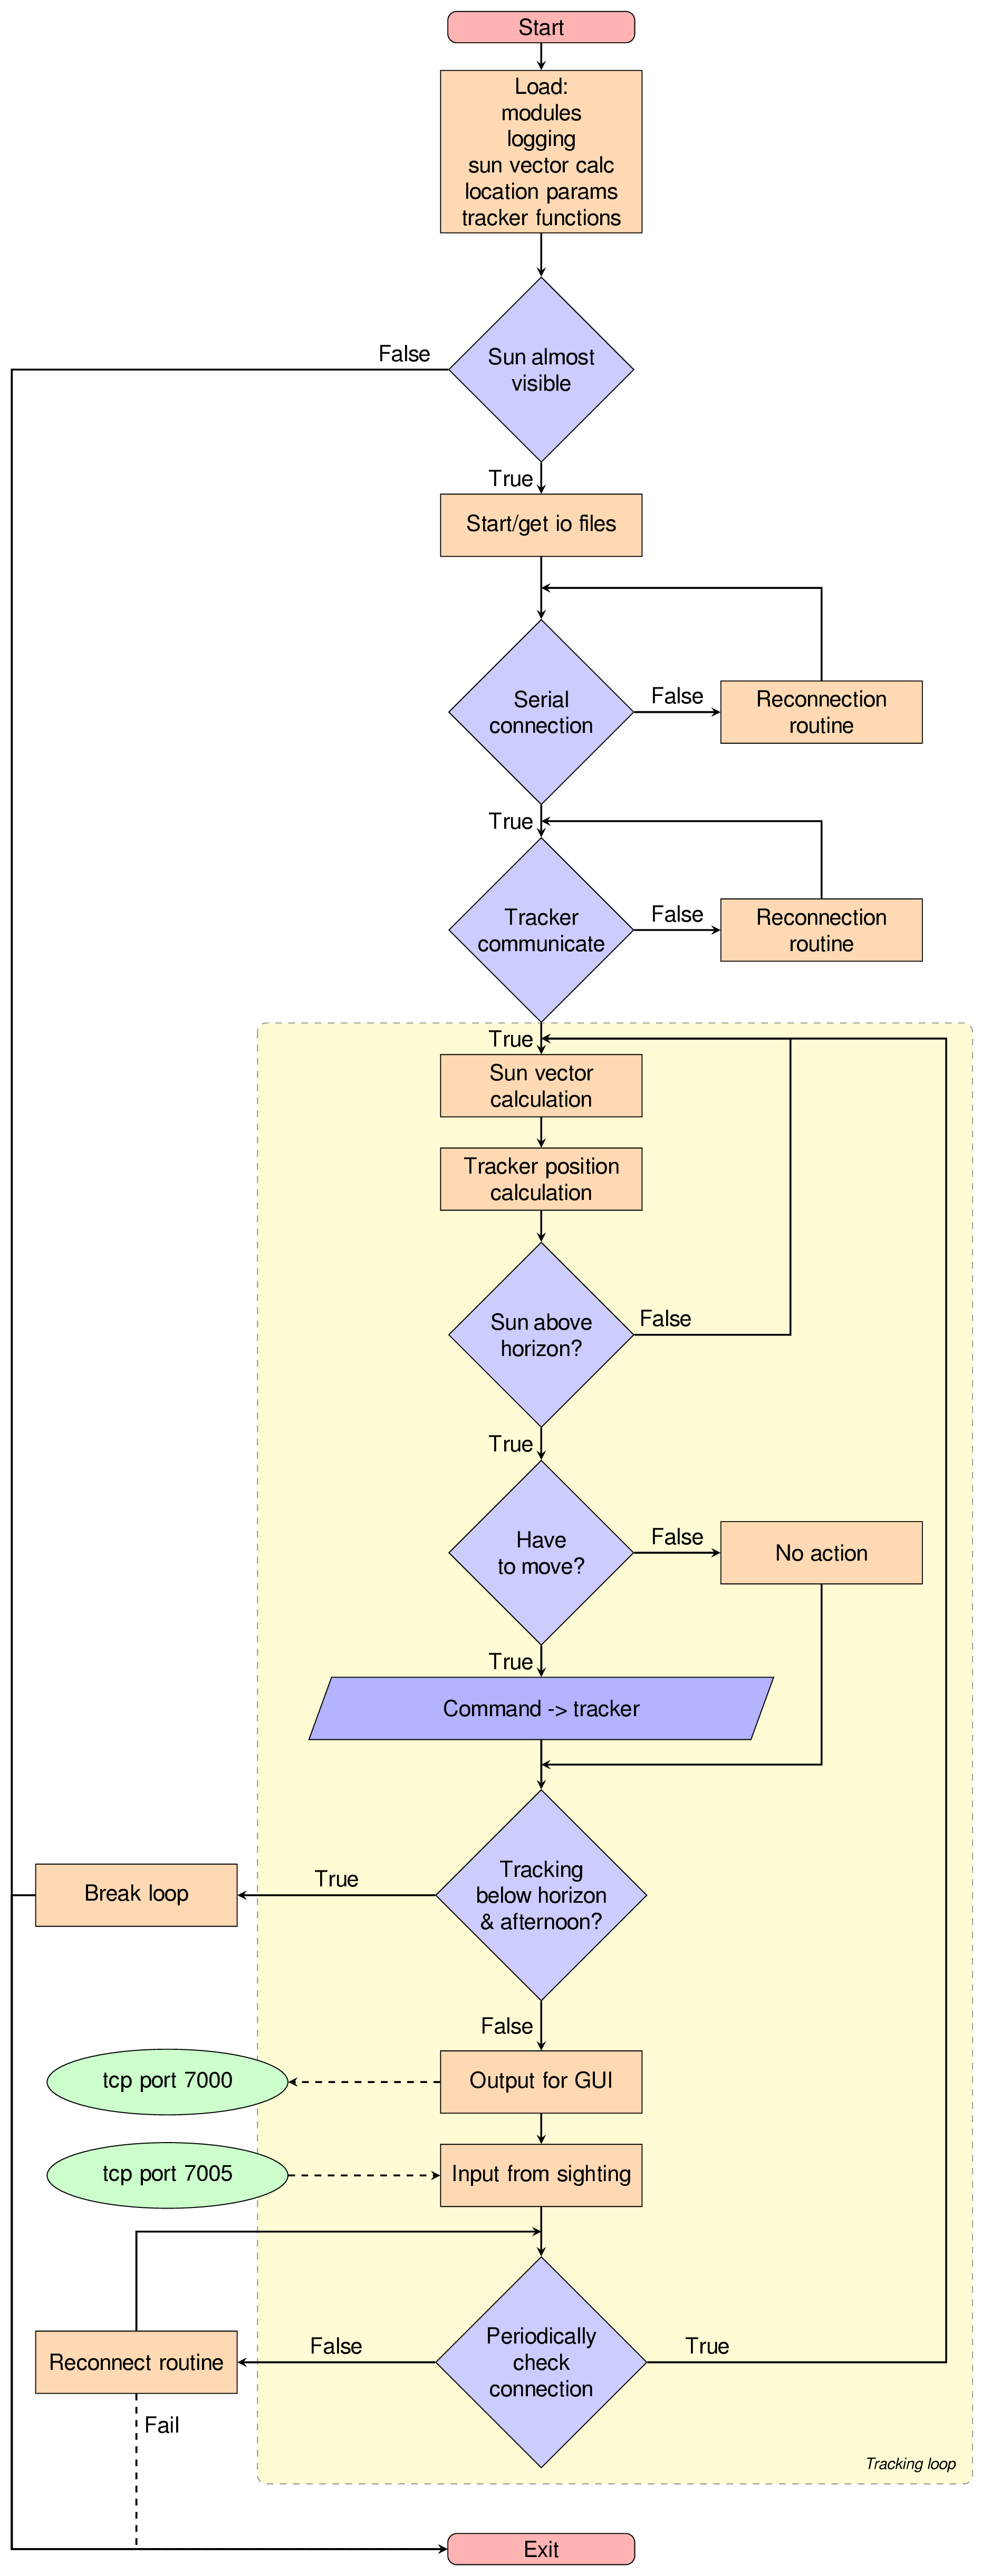 Start
Load:
modules
logging
sun vector calc
location params
tracker functions
False
Sun almost
visible
True
Start/get io files
Serial
connection
False
Reconnection
routine
True
Tracker
communicate
False
Reconnection
routine
True
Sun vector
calculation
Tracker position
calculation
Sun above
horizon?
False
True
Have
to move?
False
No action
True
Command -> tracker
Tracking
below horizon
& afternoon?
True
Break loop
False
tcp port 7000
Output for GUI
tcp port 7005
Input from sighting
Periodically
check
connection
False
True
Reconnect routine
Fail
Tracking loop
Exit